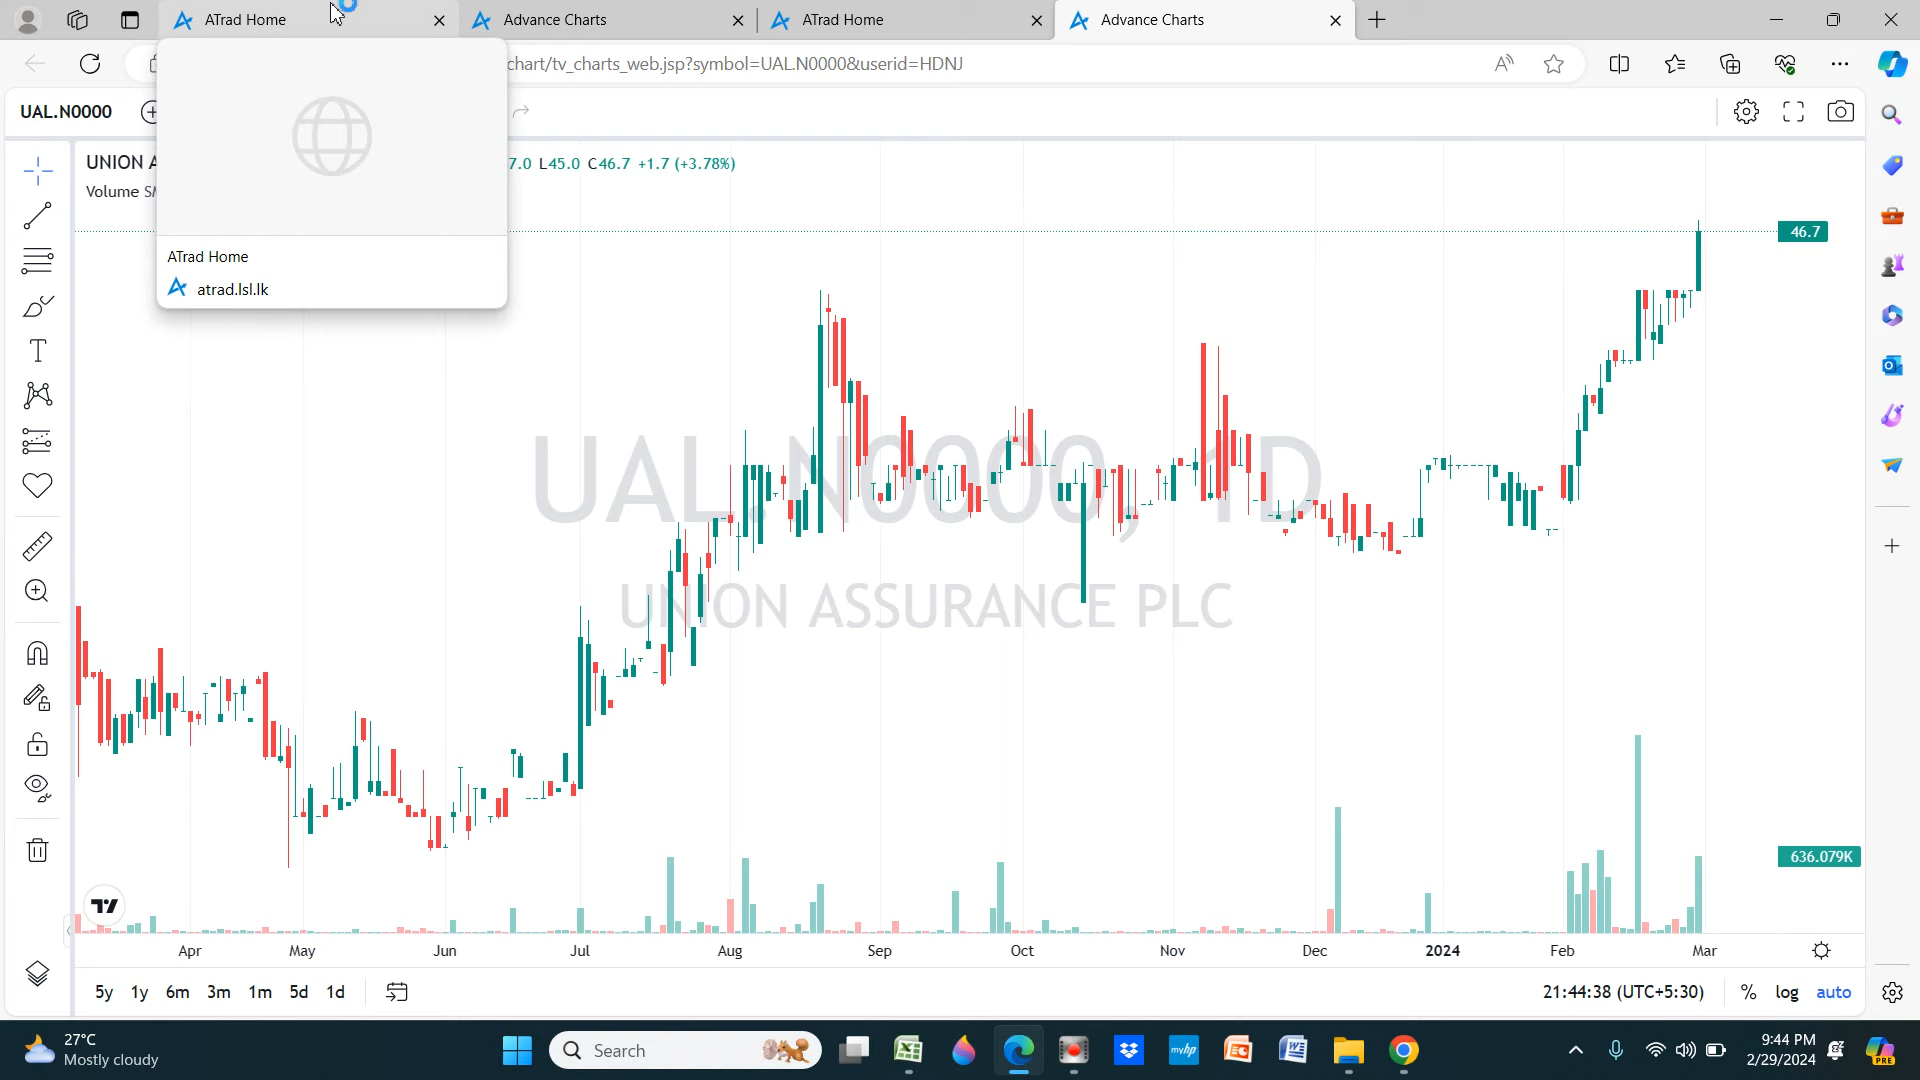 ATrad Home
Advance Charts
ATrad Home
Advance Charts
chart/tv_charts_web.jsp?symbol=UAL.N0000&userid=HDNJ
UAL.N0000
ATrad Home
atrad.lsl.lk
UNION A
7.0 L45.0 C46.7 +1.7 (+3.78%)
Volume SM
46.7
UAL.N0000, 1D
UNION ASSURANCE PLC
636.079K
Apr May Jun Jul Aug Sep Oct Nov Dec 2024 Feb Mar
5y 1y 6m 3m 1m 5d 1d
21:44:38 (UTC+5:30)
% log auto
27°C
Mostly cloudy
Search
myhp
9:44 PM
2/29/2024
PRE